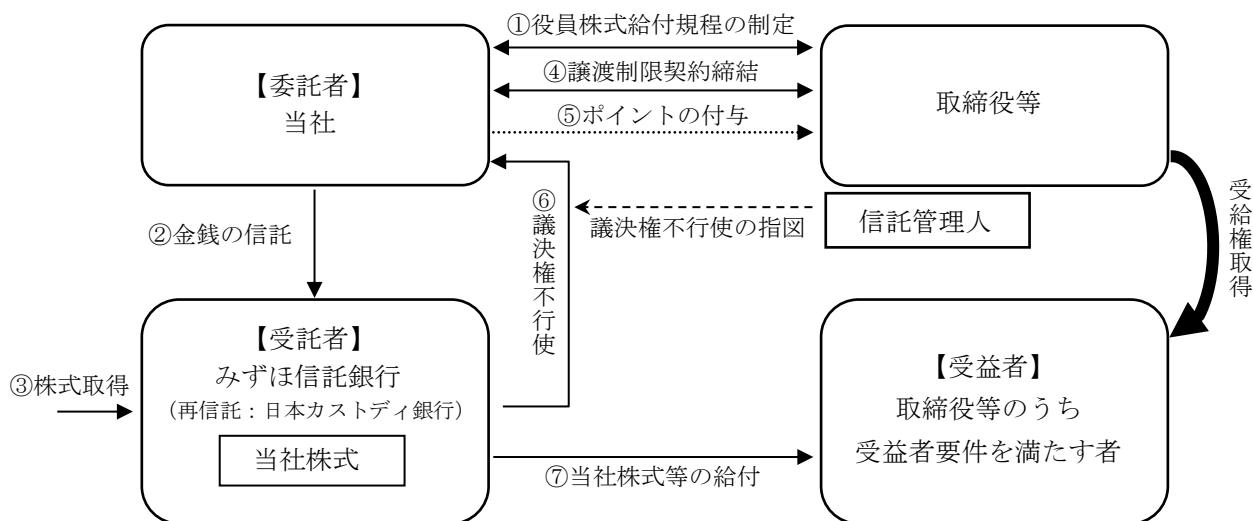 ①役員株式給付規程の制定
【委託者】
当社
④譲渡制限契約締結
⑤ポイントの付与
取締役等
②金銭の信託
⑥議決権不行使
議決権不行使の指図
信託管理人
受給権取得
③株式取得
【受託者】
みずほ信託銀行
（再信託：日本カストディ銀行）
当社株式
⑦当社株式等の給付
【受益者】
取締役等のうち
受益者要件を満たす者